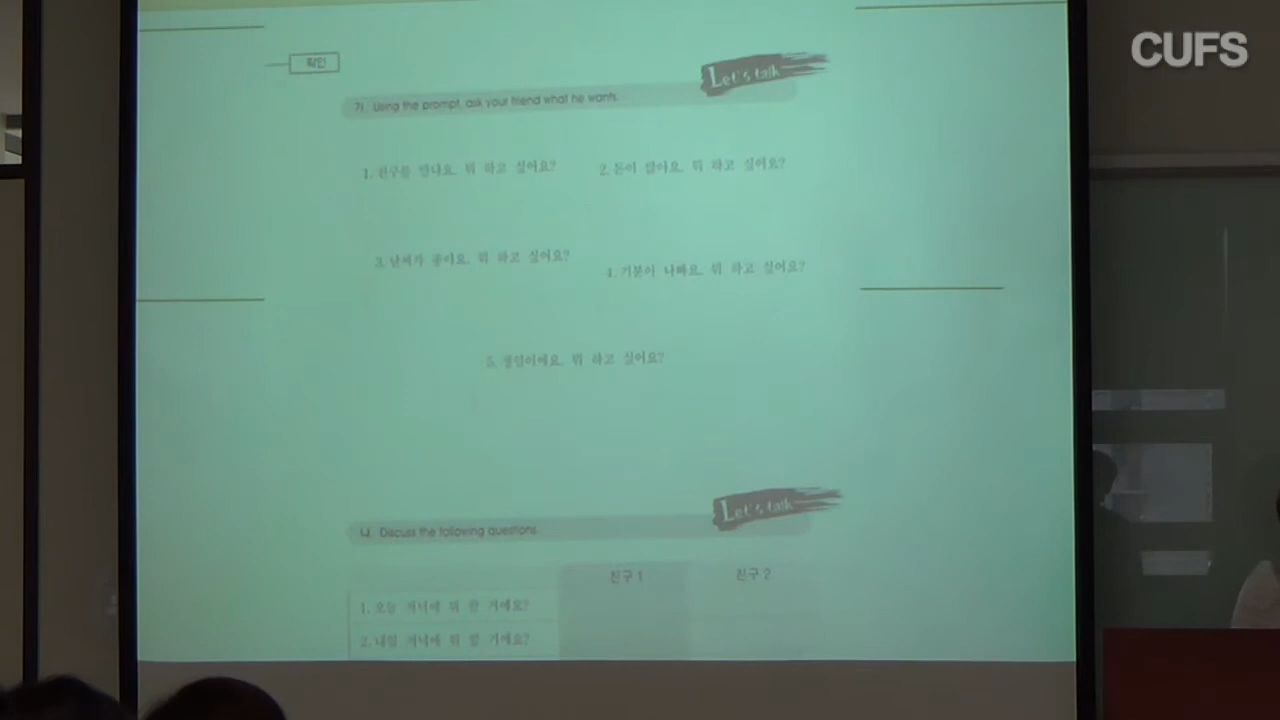 CUFS
확인
Let's talk
가. Using the prompt, ask your friend what he wants.
1. 친구를 만나요. 뭐 하고 싶어요?
2. 돈이 많아요. 뭐 하고 싶어요?
3. 날씨가 좋아요. 뭐 하고 싶어요?
4. 기분이 나빠요. 뭐 하고 싶어요?
5. 생일이에요. 뭐 하고 싶어요?
Let's talk
나. Discuss the following questions.
친구 1 친구 2
1. 오늘 저녁에 뭐 할 거예요?
2. 내일 저녁에 뭐 할 거예요?